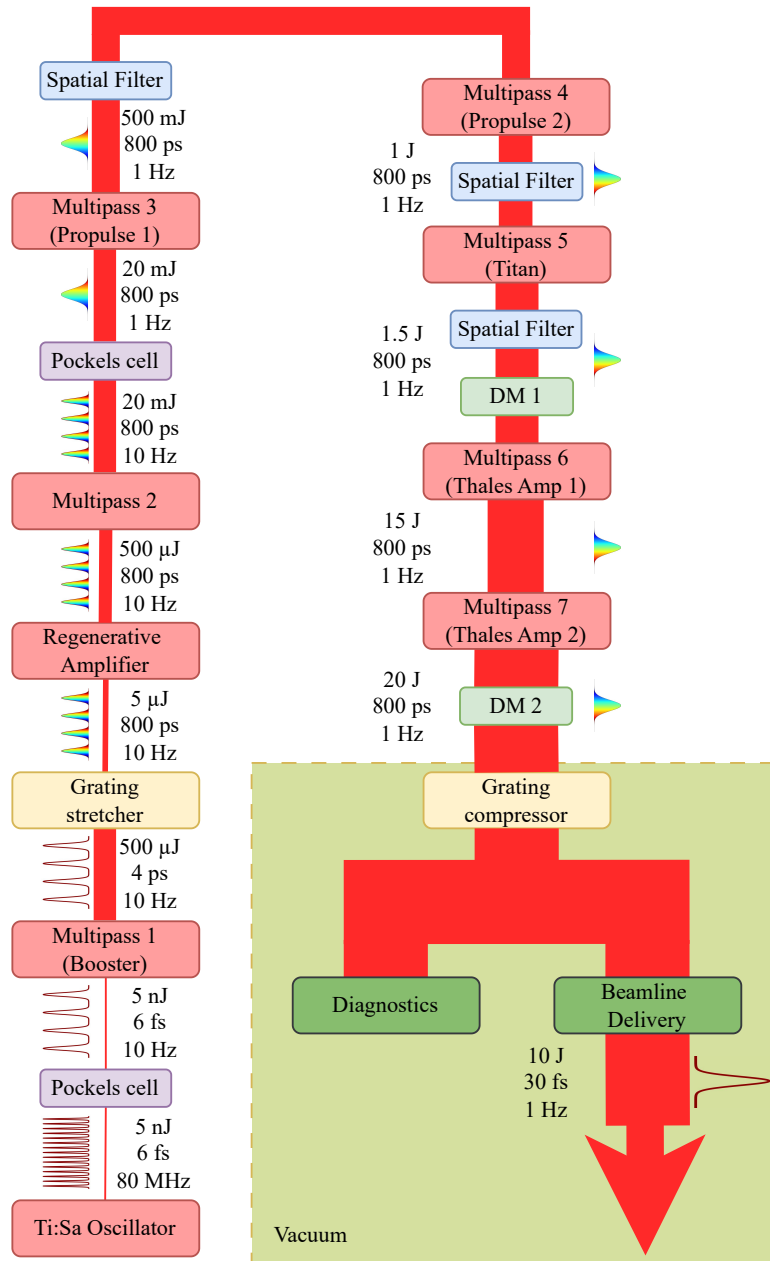 Spatial Filter
500 mJ
800 ps
1 Hz
Multipass 3
(Propulse 1)
20 mJ
800 ps
1 Hz
Pockels cell
20 mJ
800 ps
10 Hz
Multipass 2
500 µJ
800 ps
10 Hz
Regenerative
Amplifier
5 µJ
800 ps
10 Hz
Grating
stretcher
500 µJ
4 ps
10 Hz
Multipass 1
(Booster)
5 nJ
6 fs
10 Hz
Pockels cell
5 nJ
6 fs
80 MHz
Ti:Sa Oscillator
Multipass 4
(Propulse 2)
1 J
800 ps
1 Hz
Spatial Filter
Multipass 5
(Titan)
Spatial Filter
1.5 J
800 ps
1 Hz
DM 1
Multipass 6
(Thales Amp 1)
15 J
800 ps
1 Hz
Multipass 7
(Thales Amp 2)
20 J
800 ps
1 Hz
DM 2
Grating
compressor
Diagnostics
Beamline
Delivery
10 J
30 fs
1 Hz
Vacuum